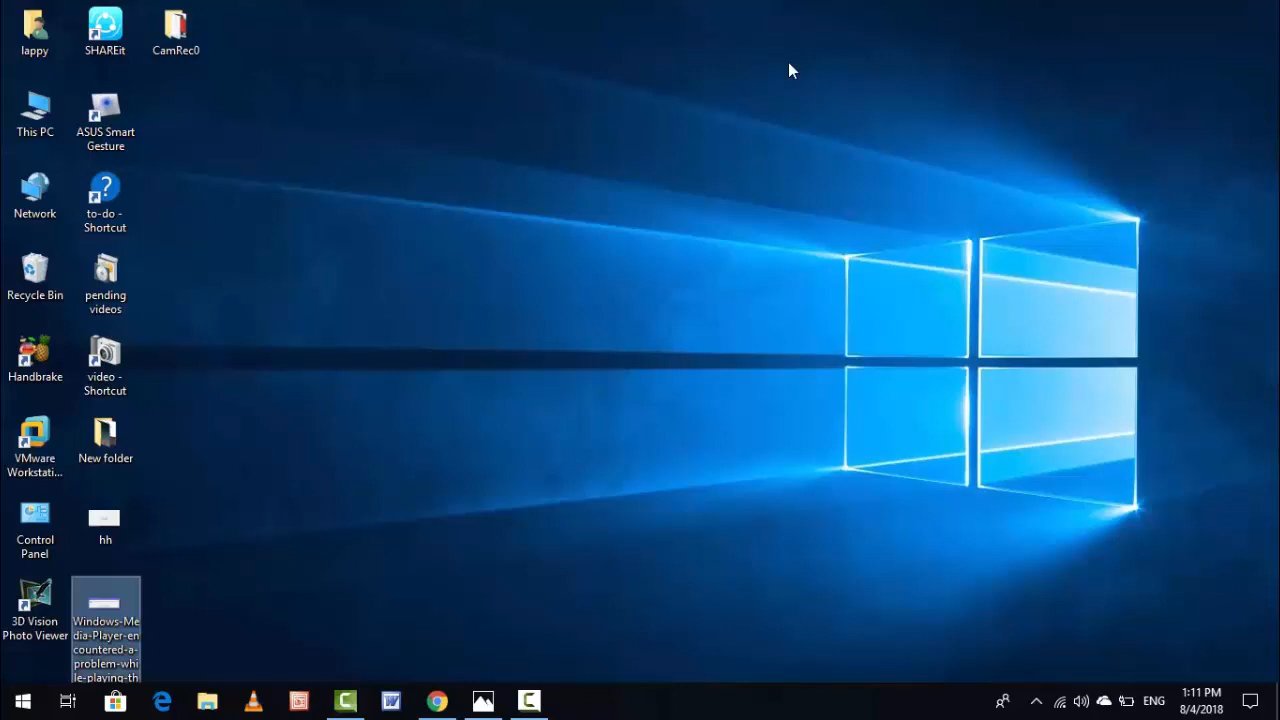 lappy
SHAREit
CamRec0
This PC
ASUS Smart
Gesture
Network
to-do -
Shortcut
Recycle Bin
pending
videos
Handbrake
video -
Shortcut
VMware
Workstati...
New folder
Control
Panel
hh
3D Vision
Photo Viewer
Windows-Me
dia-Player-en
countered-a-
problem-whi
le-playing-th
ENG
1:11 PM
8/4/2018